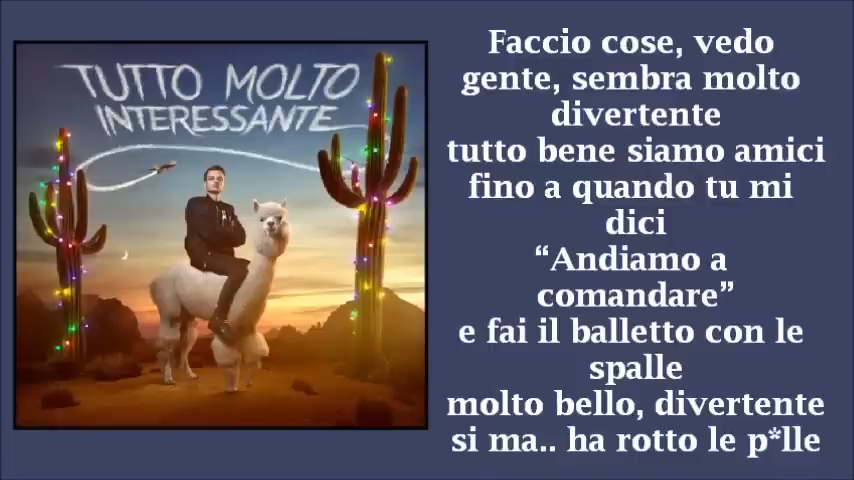 TUTTO MOLTO
INTERESSANTE
Faccio cose, vedo
gente, sembra molto
divertente
tutto bene siamo amici
fino a quando tu mi
dici
“Andiamo a
comandare”
e fai il balletto con le
spalle
molto bello, divertente
si ma.. ha rotto le p*lle